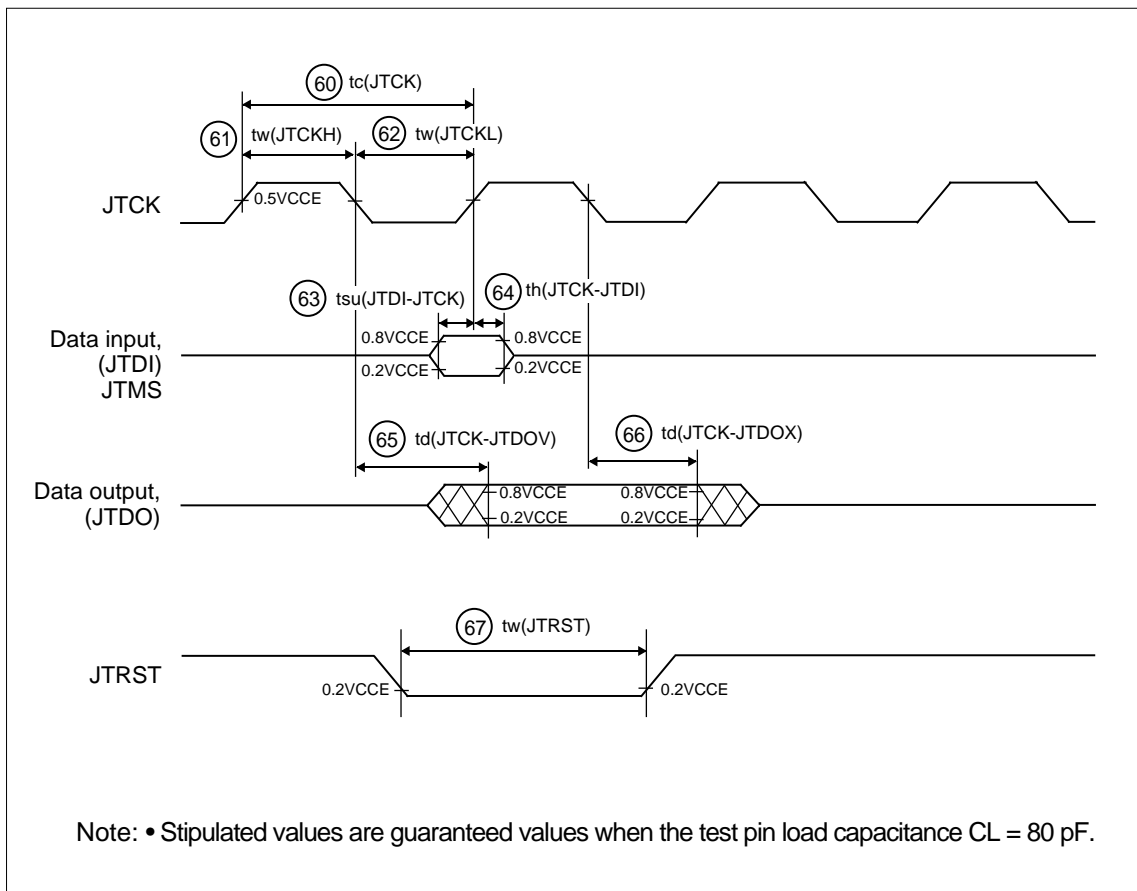 60 tc(JTCK)
61 tw(JTCKH) 62 tw(JTCKL)
JTCK
0.5VCCE
63 tsu(JTDI-JTCK) 64 th(JTCK-JTDI)
Data input,
(JTDI)
JTMS
0.8VCCE 0.8VCCE
0.2VCCE 0.2VCCE
65 td(JTCK-JTDOV) 66 td(JTCK-JTDOX)
Data output,
(JTDO)
0.8VCCE 0.8VCCE
0.2VCCE 0.2VCCE
67 tw(JTRST)
JTRST
0.2VCCE 0.2VCCE
Note: • Stipulated values are guaranteed values when the test pin load capacitance CL = 80 pF.